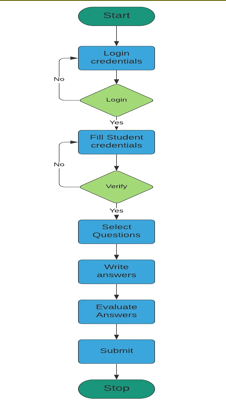 Start
Login
credentials
No
Login
Yes
Fill Student
credentials
No
Verify
Yes
Select
Questions
Write
answers
Evaluate
Answers
Submit
Stop